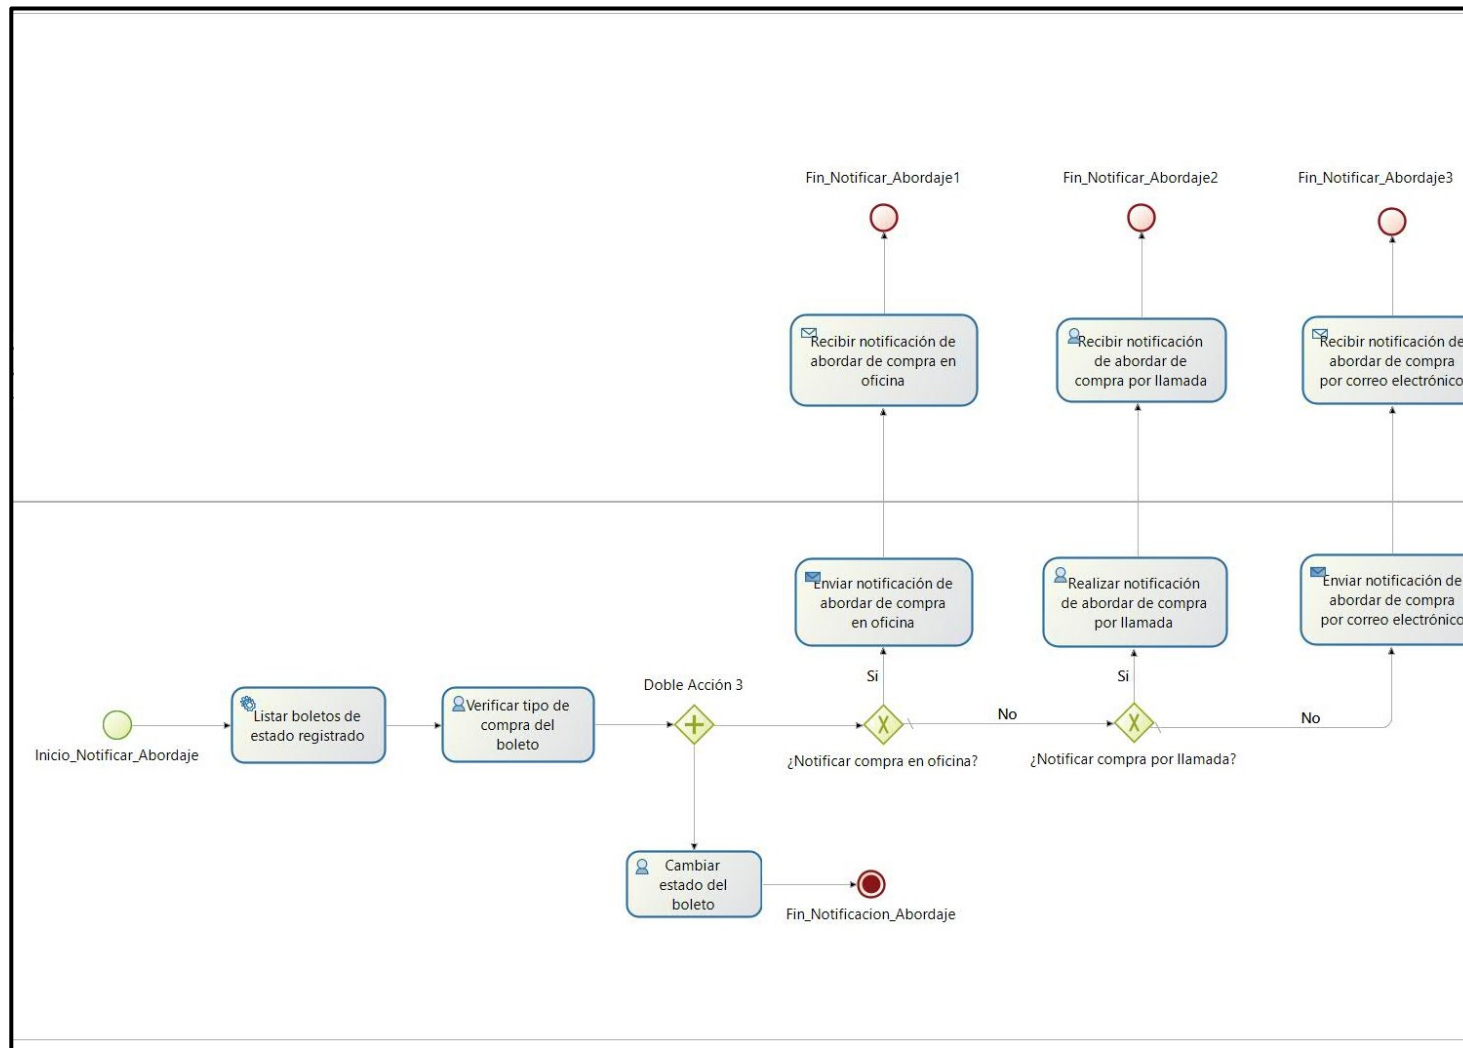 Fin_Notificar_Abordaje1
Fin_Notificar_Abordaje2
Fin_Notificar_Abordaje3
Recibir notificación de
abordar de compra en
oficina
Recibir notificación
de abordar de
compra por llamada
Recibir notificación de
abordar de compra
por correo electrónico
Enviar notificación de
abordar de compra
en oficina
Realizar notificación
de abordar de compra
por llamada
Enviar notificación de
abordar de compra
por correo electrónico
Si
Si
Doble Acción 3
No
No
Listar boletos de
estado registrado
Verificar tipo de
compra del
boleto
Inicio_Notificar_Abordaje
¿Notificar compra en oficina?
¿Notificar compra por llamada?
Cambiar
estado del
boleto
Fin_Notificacion_Abordaje